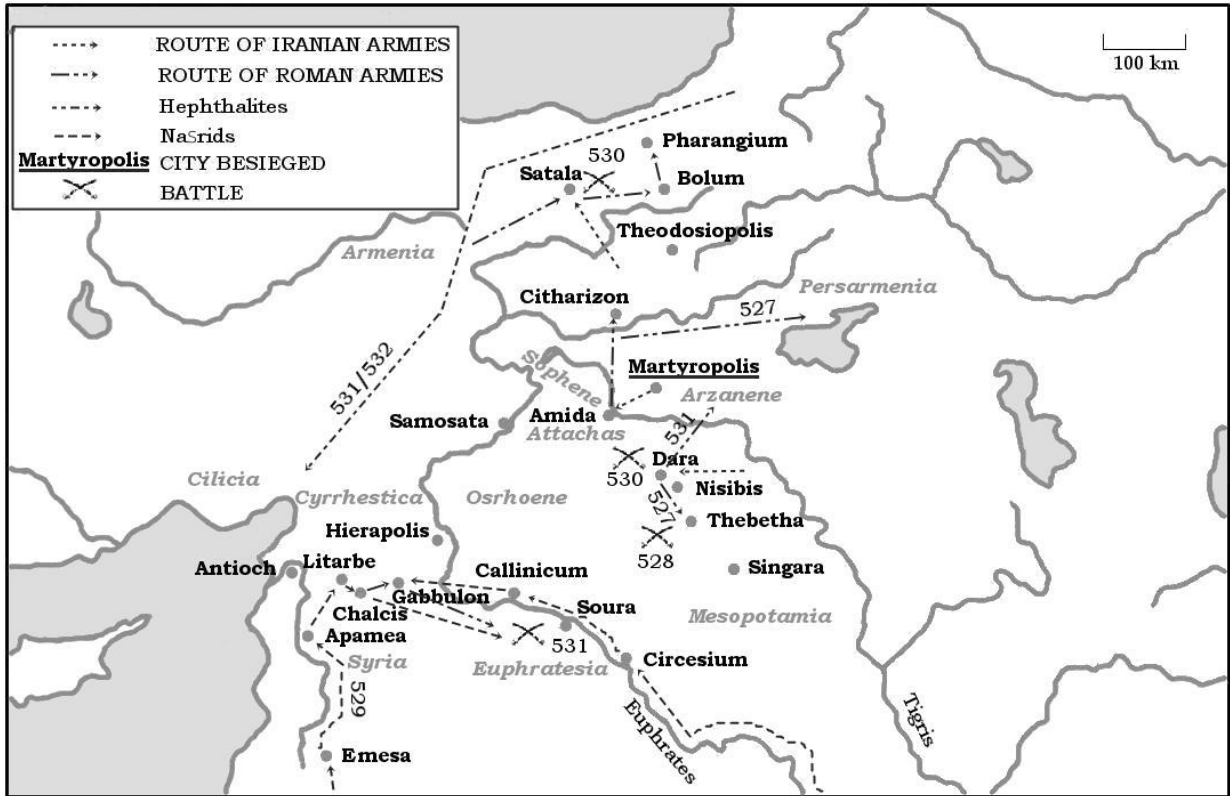 ROUTE OF IRANIAN ARMIES
ROUTE OF ROMAN ARMIES
Hephthalites
Naṣrids
Martyropolis CITY BESIEGED
BATTLE
100 km
Pharangium
530
Satala
Bolum
Theodosiopolis
Armenia
Persarmenia
Citharizon
527
531/532
Sophene
Martyropolis
Arzanene
Samosata
Amida
Attachas
531
Dara
530
Cilicia
Cyrrhestica
Osrhoene
Nisibis
527
Thebetha
Hierapolis
528
Antioch
Litarbe
Callinicum
Singara
Gabbulon
Chalcis
Soura
Mesopotamia
Apamea
531
Syria
Euphratesia
Circesium
529
Euphrates
Tigris
Emesa